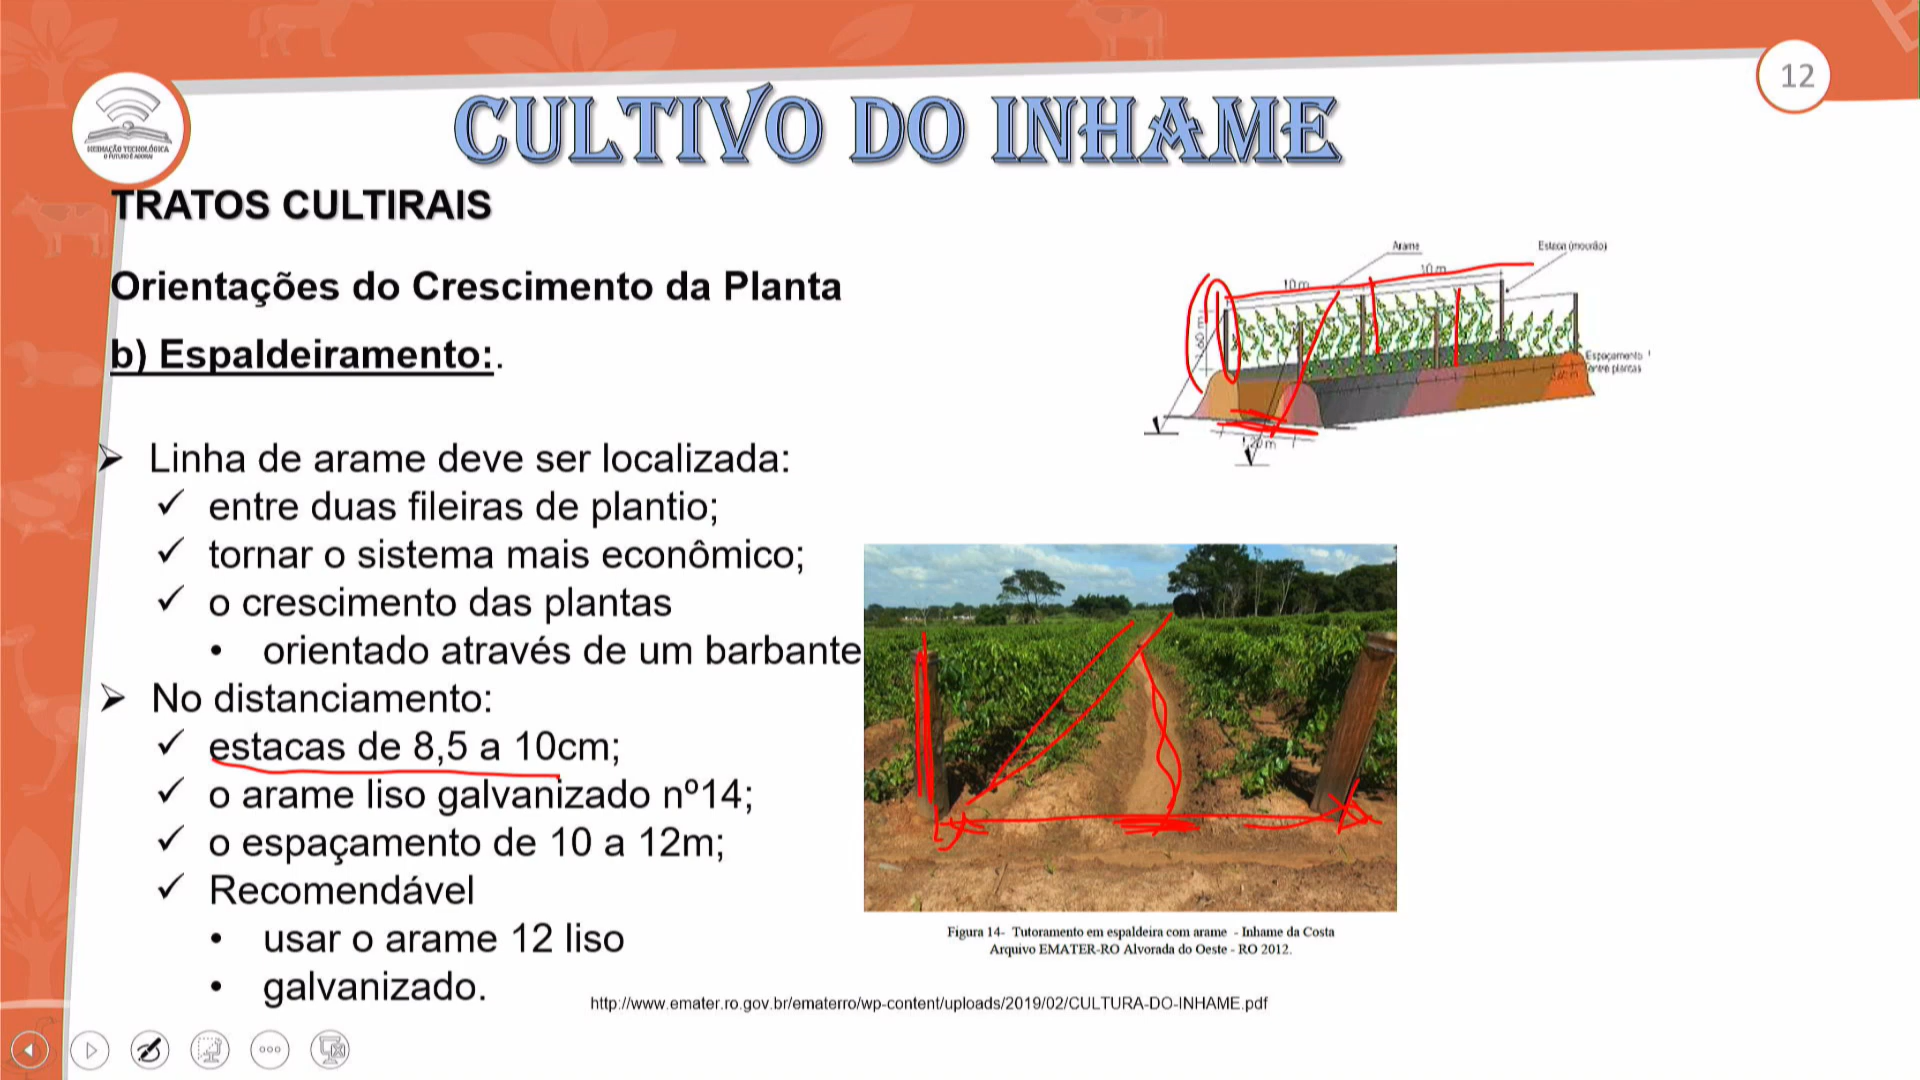 12
MEDIAÇÃO TECNOLÓGICA
O FUTURO É AGORA!
CULTIVO DO INHAME
TRATOS CULTIRAIS
Orientações do Crescimento da Planta
b) Espaldeiramento:.
➢ Linha de arame deve ser localizada:
✓ entre duas fileiras de plantio;
✓ tornar o sistema mais econômico;
✓ o crescimento das plantas
• orientado através de um barbante
➢ No distanciamento:
✓ estacas de 8,5 a 10cm;
✓ o arame liso galvanizado nº14;
✓ o espaçamento de 10 a 12m;
✓ Recomendável
• usar o arame 12 liso
• galvanizado.
Arame
Estaca (mourão)
10 m
10 m
1,60 m
Espaçamento
entre plantas
1,20 m
Figura 14- Tutoramento em espaldeira com arame - Inhame da Costa
Arquivo EMATER-RO Alvorada do Oeste - RO 2012.
http://www.emater.ro.gov.br/ematerro/wp-content/uploads/2019/02/CULTURA-DO-INHAME.pdf